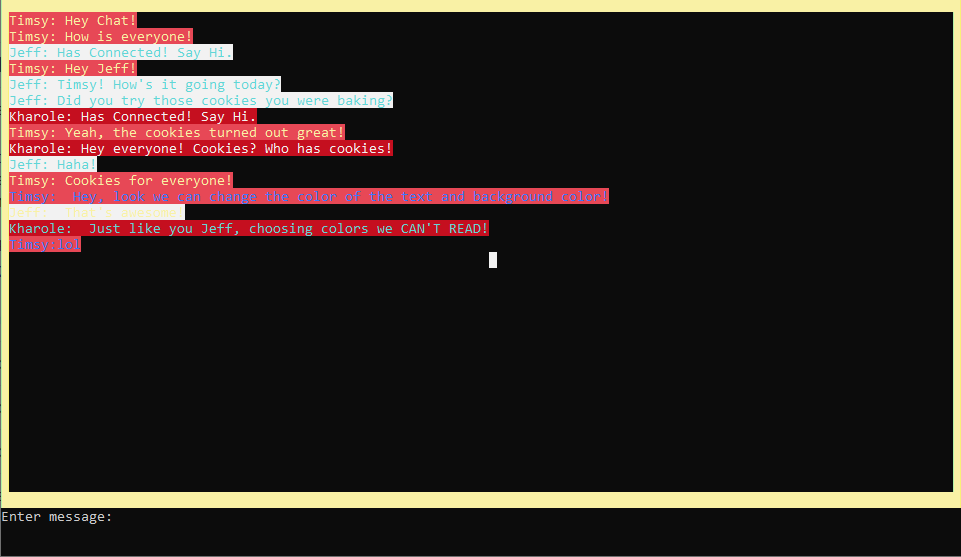 Timsy: Hey Chat!
Timsy: How is everyone!
Jeff: Has Connected! Say Hi.
Timsy: Hey Jeff!
Jeff: Timsy! How's it going today?
Jeff: Did you try those cookies you were baking?
Kharole: Has Connected! Say Hi.
Timsy: Yeah, the cookies turned out great!
Kharole: Hey everyone! Cookies? Who has cookies!
Jeff: Haha!
Timsy: Cookies for everyone!
Timsy:  Hey, look we can change the color of the text and background color!
Jeff:  That's awesome!
Kharole:  Just like you Jeff, choosing colors we CAN'T READ!
Timsy:lol
Enter message: